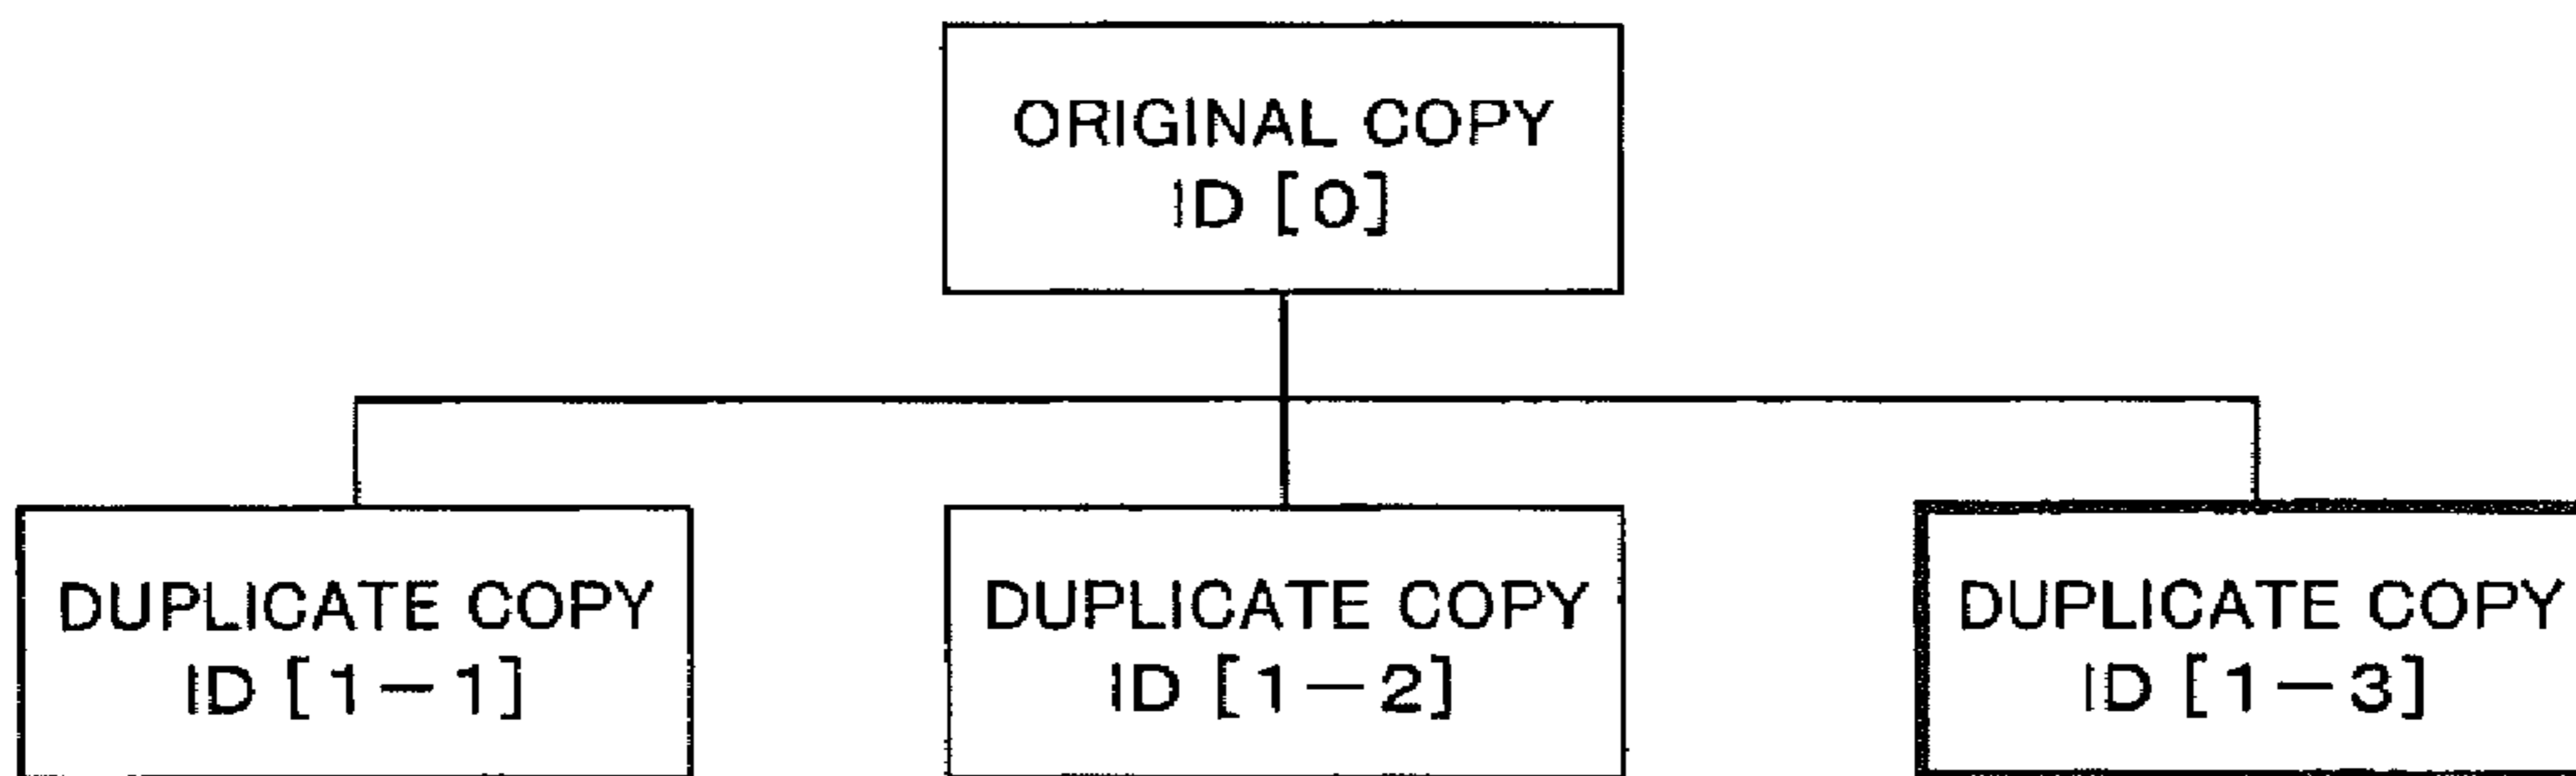 ORIGINAL COPY
ID [0]
DUPLICATE COPY
ID [1-1]
DUPLICATE COPY
ID [1-2]
DUPLICATE COPY
ID [1-3]